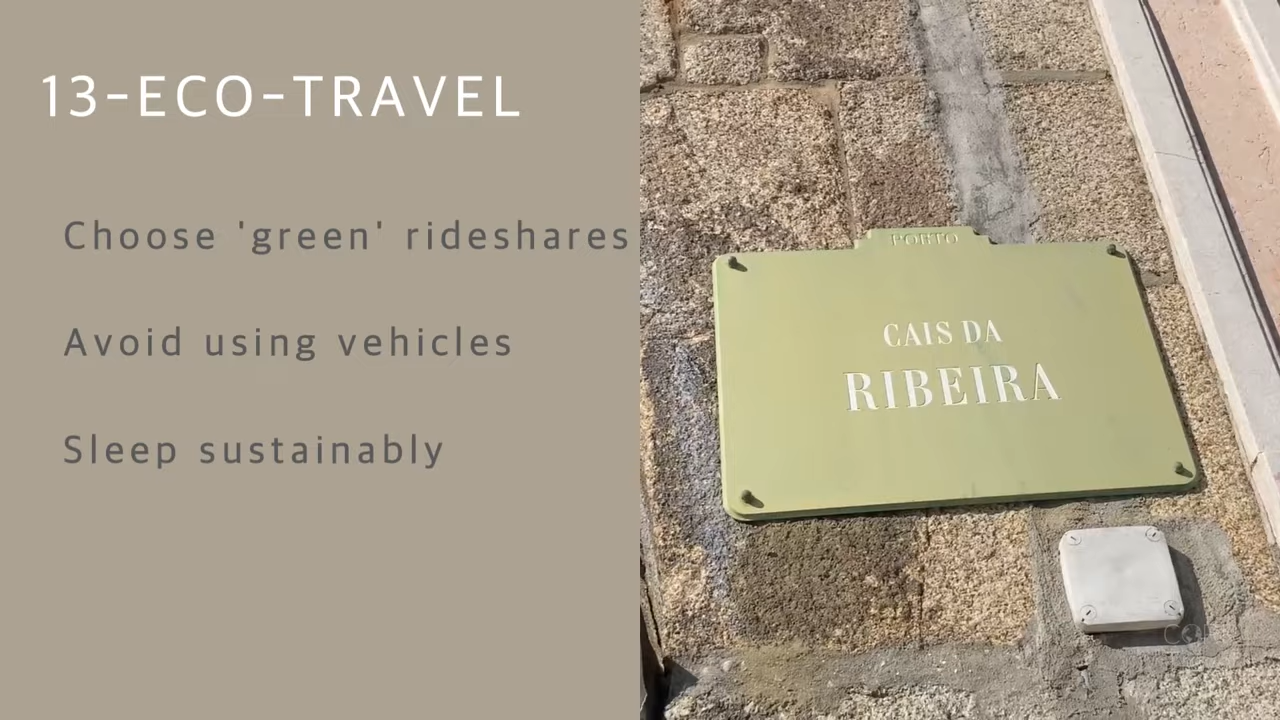 13-ECO-TRAVEL
Choose 'green' rideshares
Avoid using vehicles
Sleep sustainably
PORTO
CAIS DA
RIBEIRA